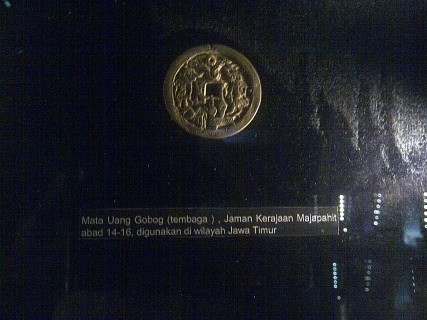 Mata Uang Gobog (tembaga ) , Jaman Kerajaan Majapahit
abad 14-16, digunakan di wilayah Jawa Timur